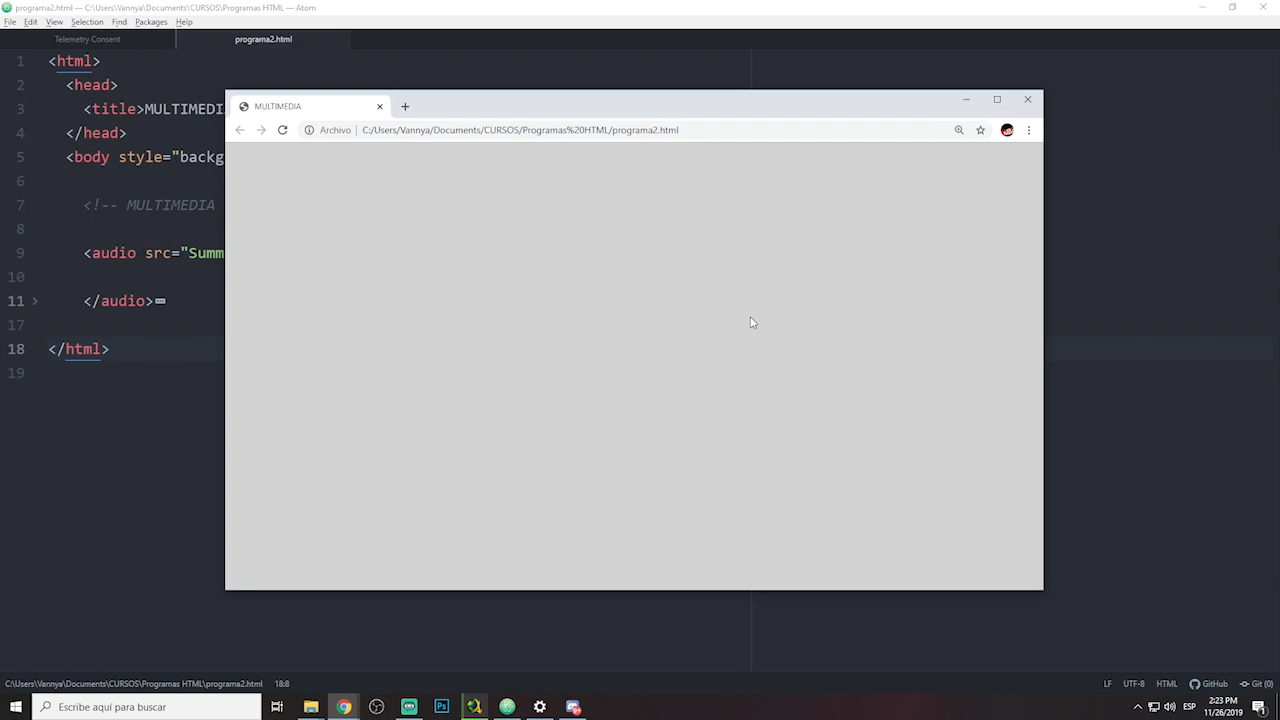 programa2.html — C:\Users\Vannya\Documents\CURSOS\Programas HTML — Atom
File Edit View Selection Find Packages Help
Telemetry Consent programa2.html
1 <html>
2 <head>
3 <title>MULTIMEDI
4 </head>
5 <body style="backg
6
7 <!-- MULTIMEDIA
8
9 <audio src="Summ
10
11 </audio>
17
18 </html>
19
MULTIMEDIA
Archivo C:/Users/Vannya/Documents/CURSOS/Programas%20HTML/programa2.html
C:\Users\Vannya\Documents\CURSOS\Programas HTML\programa2.html 18:8 LF UTF-8 HTML GitHub Git (0)
Escribe aquí para buscar
Ps
ESP
2:23 PM
11/26/2019
1